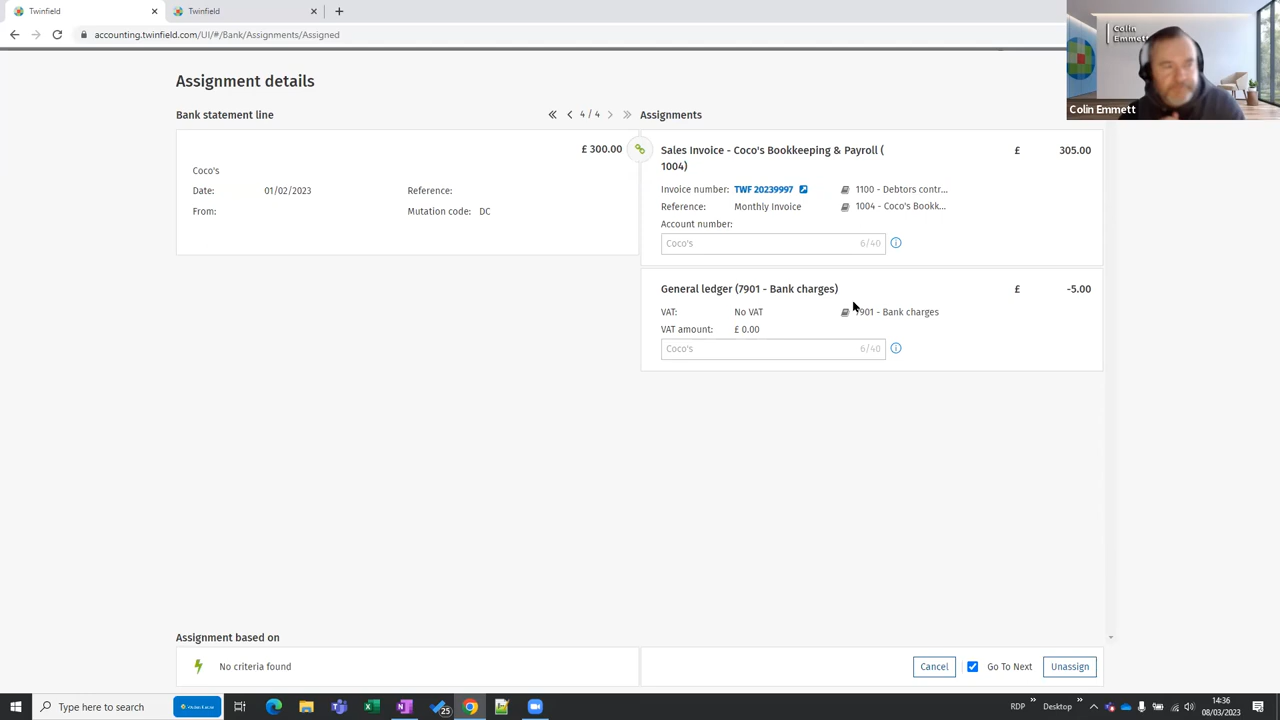 Twinfield
Twinfield
accounting.twinfield.com/UI/#/Bank/Assignments/Assigned
Colin
Emmett
Colin Emmett
Assignment details
Bank statement line
4 / 4
Assignments
£ 300.00
Coco's
Date: 01/02/2023 Reference:
From: Mutation code: DC
Sales Invoice - Coco's Bookkeeping & Payroll (
1004)
£ 305.00
Invoice number: TWF 20239997 1100 - Debtors contr...
Reference: Monthly Invoice 1004 - Coco's Bookk...
Account number:
Coco's 6/40
General ledger (7901 - Bank charges)
£ -5.00
VAT: No VAT 7901 - Bank charges
VAT amount: £ 0.00
Coco's 6/40
Assignment based on
No criteria found
Cancel Go To Next Unassign
Type here to search
25
RDP
Desktop
14:36
08/03/2023